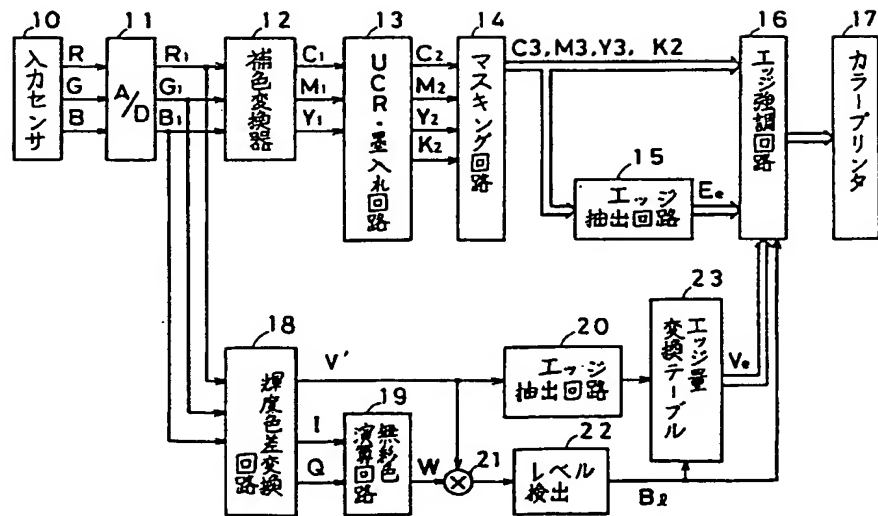 10
入力センサ
R
G
B
11
A/D
R1
G1
B1
12
補色変換器
C1
M1
Y1
13
UCR・墨入れ回路
C2
M2
Y2
K2
14
マスキング回路
C3, M3, Y3, K2
15
エッジ抽出回路
Ee
16
エッジ強調回路
17
カラープリンタ
18
輝度色差変換回路
V'
I
Q
19
無彩色演算回路
W
20
エッジ抽出回路
21
22
レベル検出
Bℓ
23
エッジ量変換テーブル
Ve